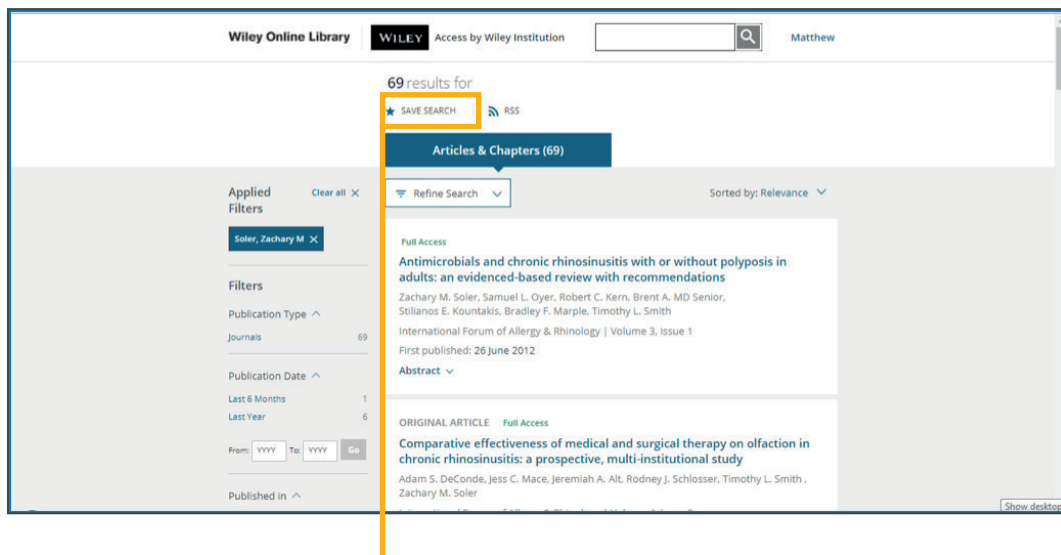 Wiley Online Library WILEY Access by Wiley Institution Matthew
69 results for
SAVE SEARCH RSS
Articles & Chapters (69)
Applied Filters
Clear all X
Soler, Zachary M X
Filters
Publication Type
Journals 69
Publication Date
Last 6 Months 1
Last Year 6
From: YYYY To: YYYY Go
Published in
Refine Search
Sorted by: Relevance
Full Access
Antimicrobials and chronic rhinosinusitis with or without polyposis in
adults: an evidenced-based review with recommendations
Zachary M. Soler, Samuel L. Oyer, Robert C. Kern, Brent A. MD Senior,
Stilianos E. Kountakis, Bradley F. Marple, Timothy L. Smith
International Forum of Allergy & Rhinology | Volume 3, Issue 1
First published: 26 June 2012
Abstract
ORIGINAL ARTICLE Full Access
Comparative effectiveness of medical and surgical therapy on olfaction in
chronic rhinosinusitis: a prospective, multi-institutional study
Adam S. DeConde, Jess C. Mace, Jeremiah A. Alt, Rodney J. Schlosser, Timothy L. Smith ,
Zachary M. Soler
Show desktop